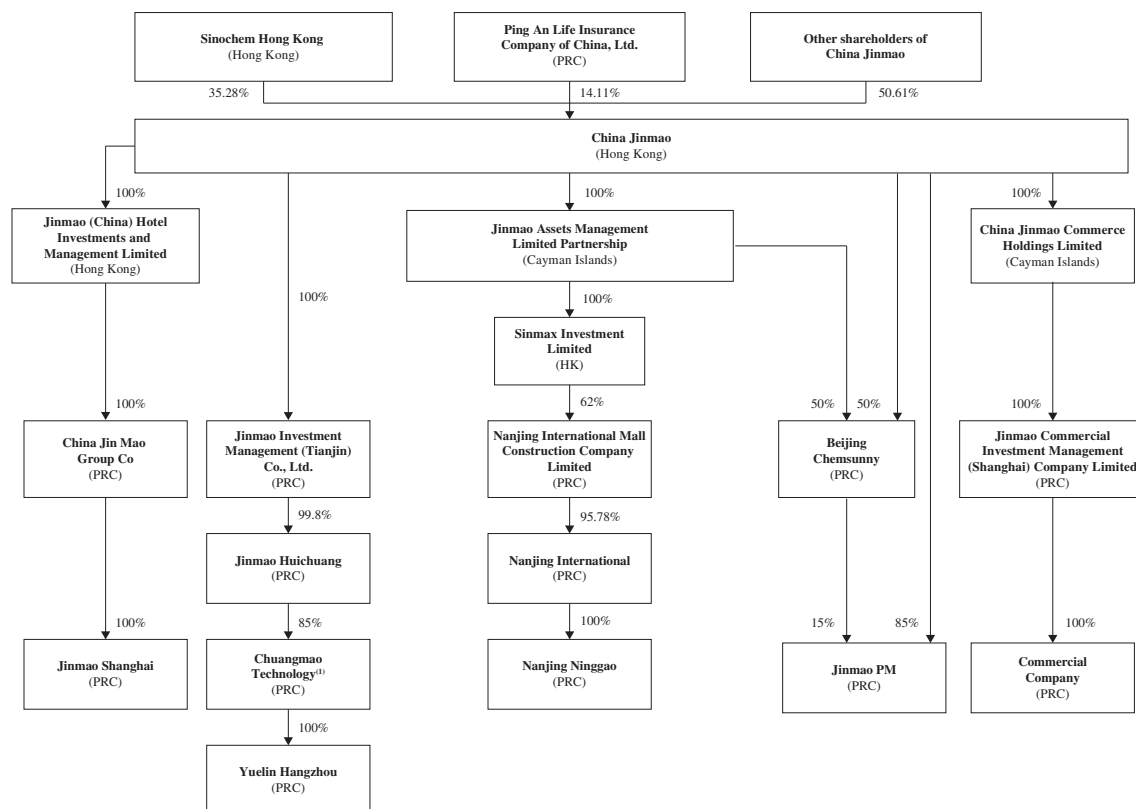 Sinochem Hong Kong
(Hong Kong)
Ping An Life Insurance
Company of China, Ltd.
(PRC)
Other shareholders of
China Jinmao
35.28%
14.11%
50.61%
China Jinmao
(Hong Kong)
100%
100%
100%
Jinmao (China) Hotel
Investments and
Management Limited
(Hong Kong)
Jinmao Assets Management
Limited Partnership
(Cayman Islands)
China Jinmao Commerce
Holdings Limited
(Cayman Islands)
100%
100%
Sinmax Investment
Limited
(HK)
100%
62%
50%
50%
100%
China Jin Mao
Group Co
(PRC)
Jinmao Investment
Management (Tianjin)
Co., Ltd.
(PRC)
Nanjing International Mall
Construction Company
Limited
(PRC)
Beijing
Chemsunny
(PRC)
Jinmao Commercial
Investment Management
(Shanghai) Company Limited
(PRC)
99.8%
95.78%
Jinmao Huichuang
(PRC)
Nanjing International
(PRC)
100%
85%
100%
15%
85%
100%
Jinmao Shanghai
(PRC)
Chuangmao
Technology(1)
(PRC)
Nanjing Ninggao
(PRC)
Jinmao PM
(PRC)
Commercial
Company
(PRC)
100%
Yuelin Hangzhou
(PRC)